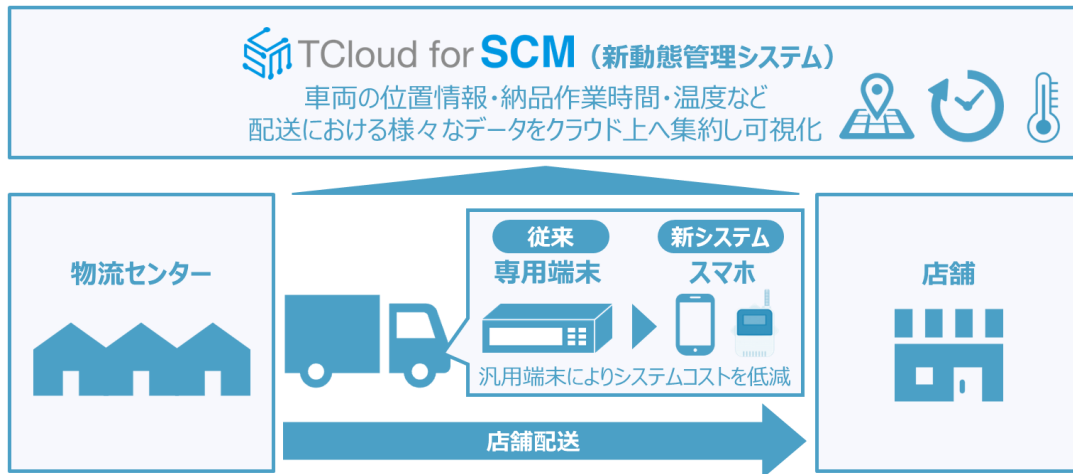 TCloud for SCM（新動態管理システム）
車両の位置情報・納品作業時間・温度など
配送における様々なデータをクラウド上へ集約し可視化
物流センター
従来
専用端末
新システム
スマホ
汎用端末によりシステムコストを低減
店舗配送
店舗